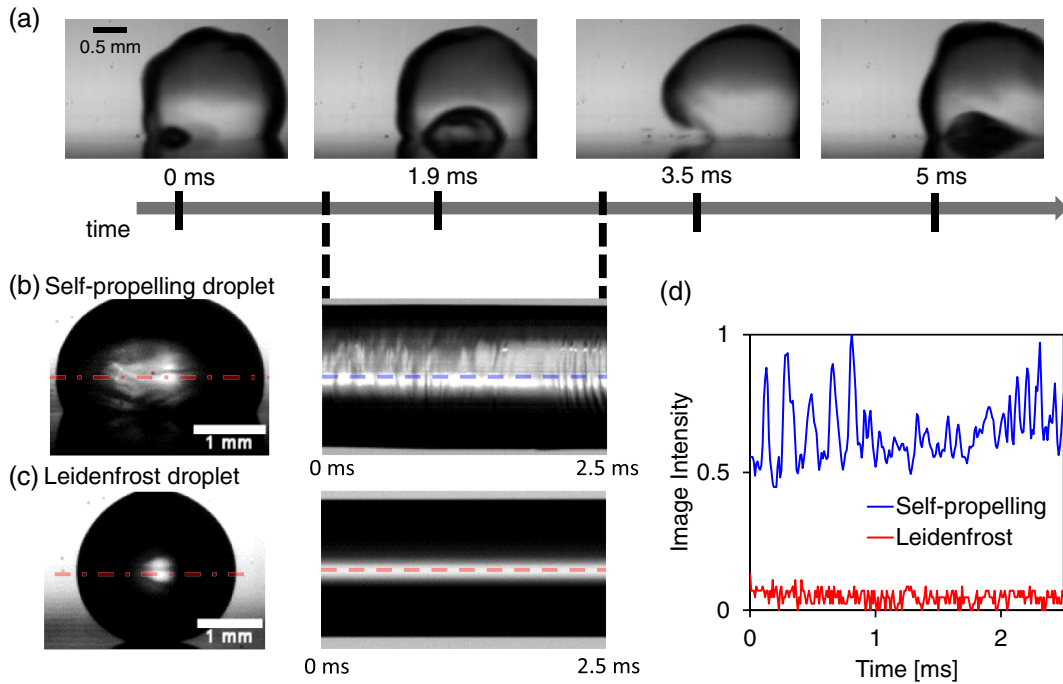 (a)
0.5 mm
0 ms
1.9 ms
3.5 ms
5 ms
time
(b) Self-propelling droplet
1 mm
0 ms
2.5 ms
(c) Leidenfrost droplet
1 mm
0 ms
2.5 ms
(d)
1
0.5
0
Image Intensity
Self-propelling
Leidenfrost
0
1
2
Time [ms]